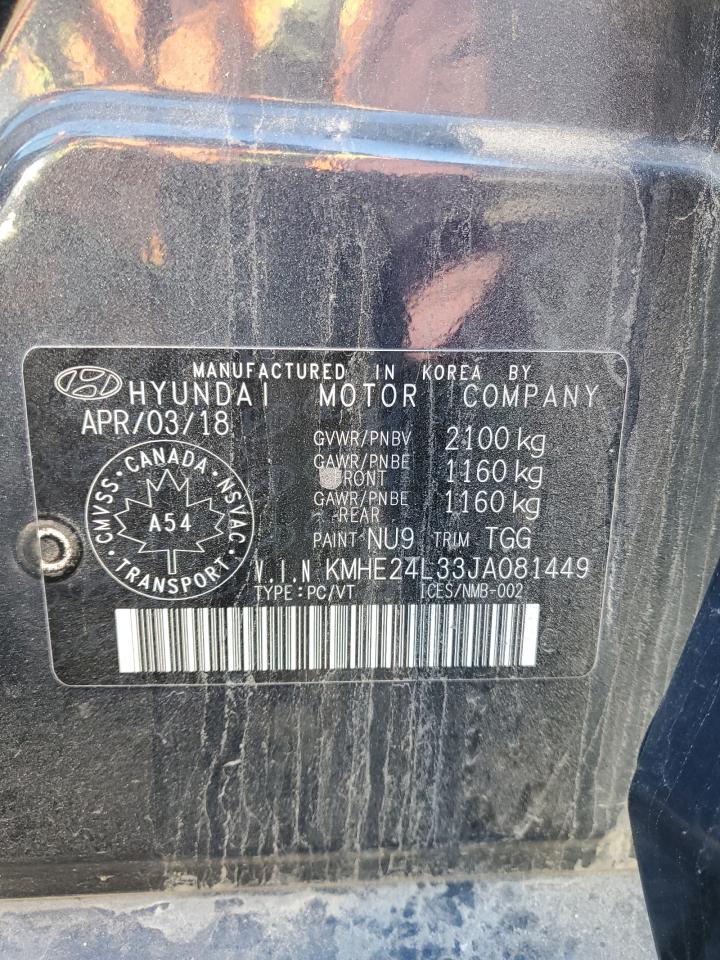 MANUFACTURED IN KOREA BY
HYUNDAI MOTOR COMPANY
APR/03/18
GVWR/PNBV 2100 kg
GAWR/PNBE FRONT 1160 kg
GAWR/PNBE -REAR 1160 kg
PAINT NU9 TRIM TGG
CMVSS · CANADA · NSVAC · TRANSPORT ·
A54
V.I.N KMHE24L33JA081449
TYPE:PC/VT ICES/NMB-002
C